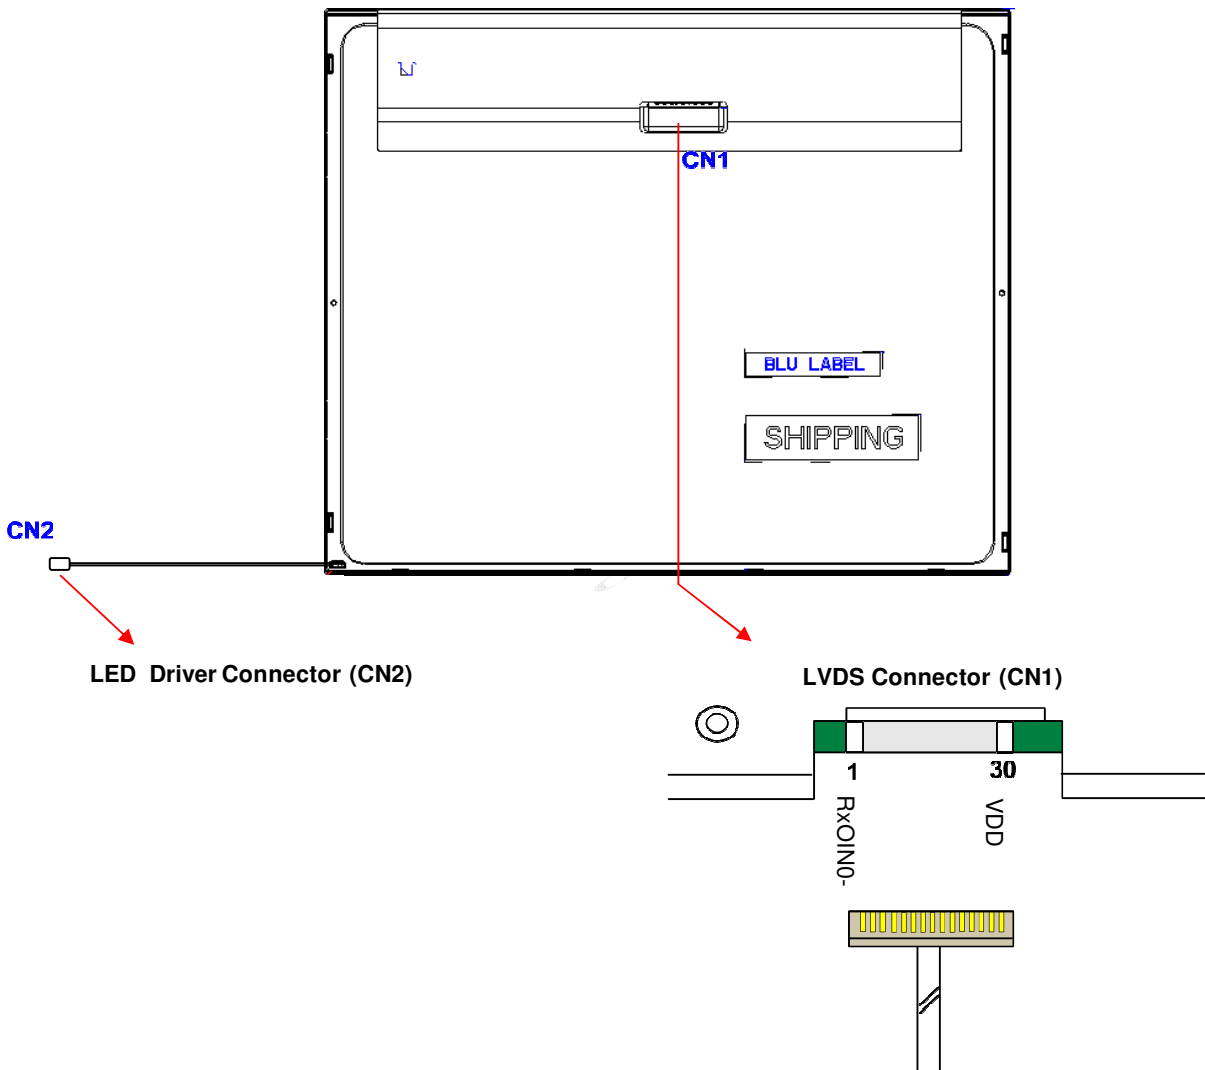 CN1
BLU LABEL
SHIPPING
CN2
LED Driver Connector (CN2)
LVDS Connector (CN1)
1
30
RxOIN0-
VDD